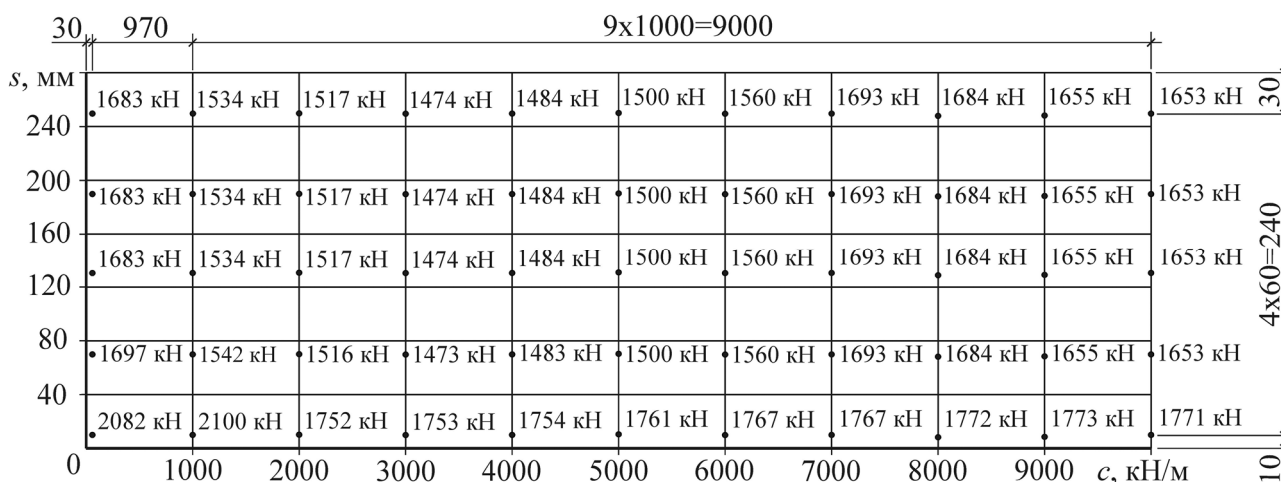 30 970 9x1000=9000
s, мм
1683 кН 1534 кН 1517 кН 1474 кН 1484 кН 1500 кН 1560 кН 1693 кН 1684 кН 1655 кН 1653 кН
30
240
200
1683 кН 1534 кН 1517 кН 1474 кН 1484 кН 1500 кН 1560 кН 1693 кН 1684 кН 1655 кН 1653 кН
160
1683 кН 1534 кН 1517 кН 1474 кН 1484 кН 1500 кН 1560 кН 1693 кН 1684 кН 1655 кН 1653 кН
4x60=240
120
80
1697 кН 1542 кН 1516 кН 1473 кН 1483 кН 1500 кН 1560 кН 1693 кН 1684 кН 1655 кН 1653 кН
40
2082 кН 2100 кН 1752 кН 1753 кН 1754 кН 1761 кН 1767 кН 1767 кН 1772 кН 1773 кН 1771 кН
10
0 1000 2000 3000 4000 5000 6000 7000 8000 9000 c, кН/м